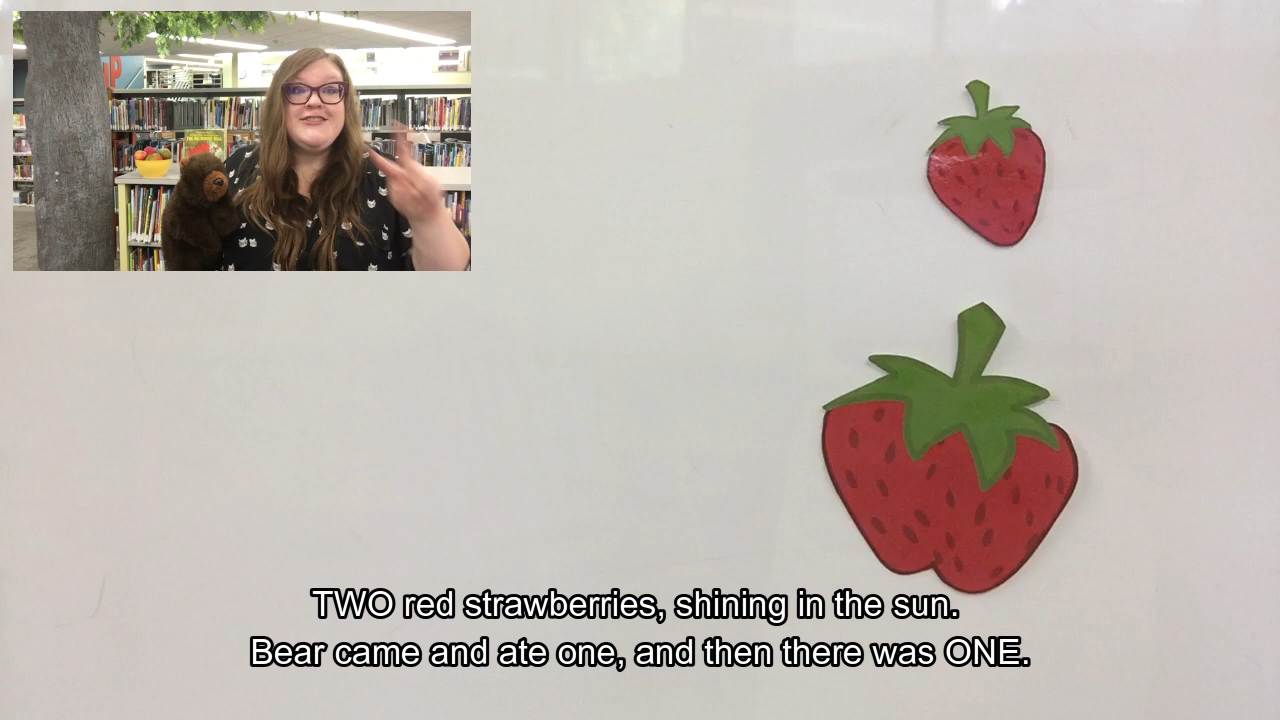 TWO red strawberries, shining in the sun.
Bear came and ate one, and then there was ONE.